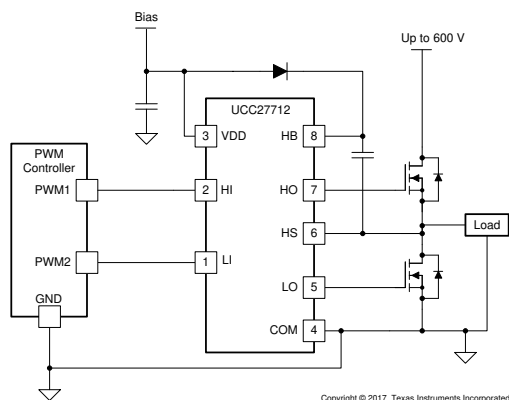 Bias
Up to 600 V
UCC27712
3 VDD
HB 8
PWM
Controller
PWM1
2 HI
HO 7
HS 6
Load
PWM2
1 LI
LO 5
GND
COM 4
Copyright © 2017, Texas Instruments Incorporated